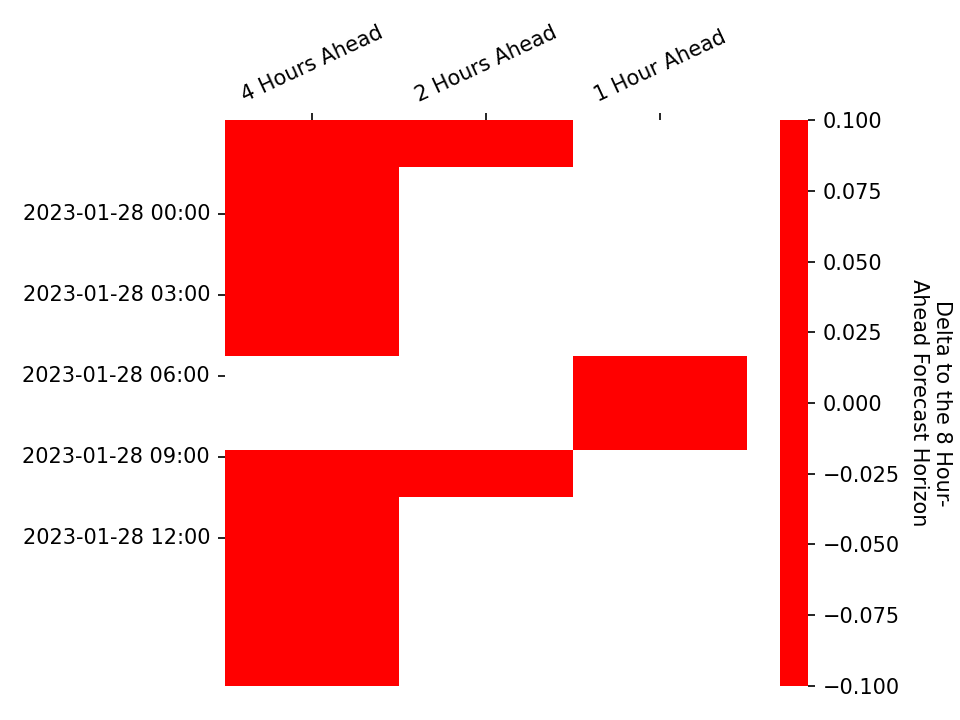 4 Hours Ahead
2 Hours Ahead
1 Hour Ahead
2023-01-28 00:00
2023-01-28 03:00
2023-01-28 06:00
2023-01-28 09:00
2023-01-28 12:00
0.100
0.075
0.050
0.025
0.000
−0.025
−0.050
−0.075
−0.100
Delta to the 8 Hour-
Ahead Forecast Horizon